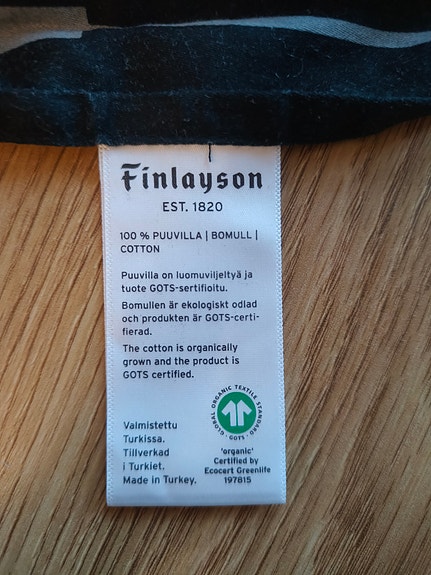 Finlayson
EST. 1820
100 % PUUVILLA | BOMULL |
COTTON
Puuvilla on luomuviljeltyä ja
tuote GOTS-sertifioitu.
Bomullen är ekologiskt odlad
och produkten är GOTS-certi-
fierad.
The cotton is organically
grown and the product is
GOTS certified.
Valmistettu
Turkissa.
Tillverkad
i Turkiet.
Made in Turkey.
GLOBAL ORGANIC TEXTILE STANDARD
· GOTS ·
'organic'
Certified by
Ecocert Greenlife
197815